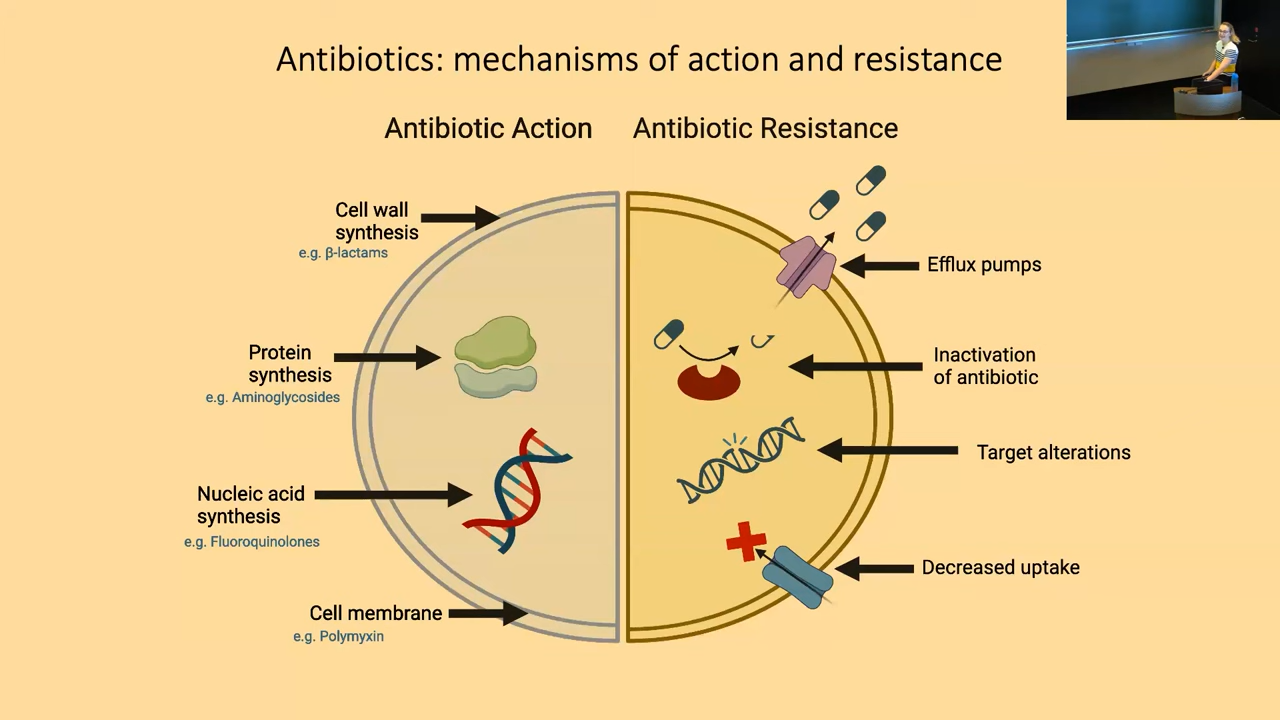 Antibiotics: mechanisms of action and resistance
Antibiotic Action
Antibiotic Resistance
Cell wall
synthesis
e.g. β-lactams
Protein
synthesis
e.g. Aminoglycosides
Nucleic acid
synthesis
e.g. Fluoroquinolones
Cell membrane
e.g. Polymyxin
Efflux pumps
Inactivation
of antibiotic
Target alterations
Decreased uptake